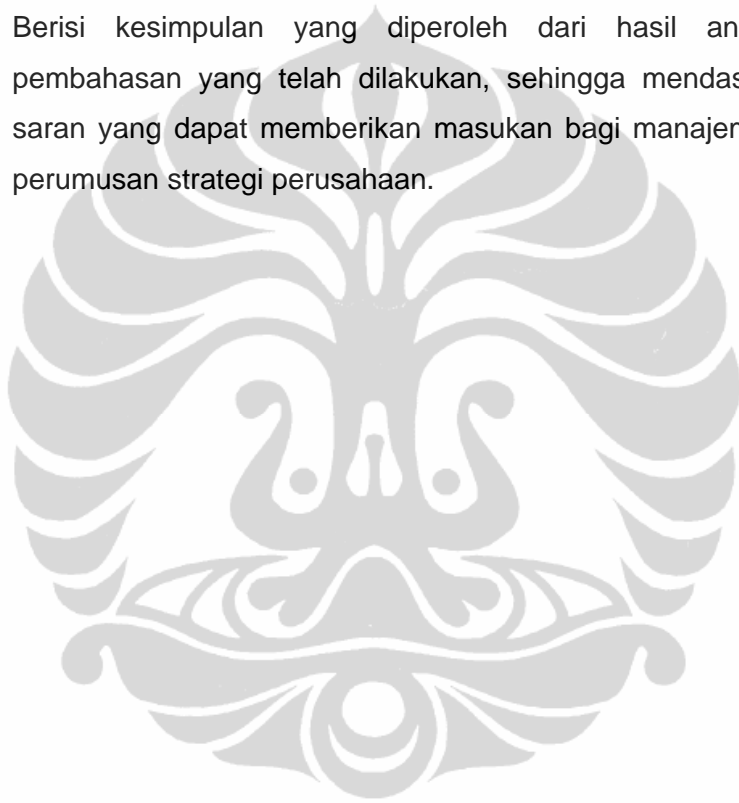 Berisi kesimpulan yang diperoleh dari hasil an
pembahasan yang telah dilakukan, sehingga mendas
saran yang dapat memberikan masukan bagi manajer
perumusan strategi perusahaan.